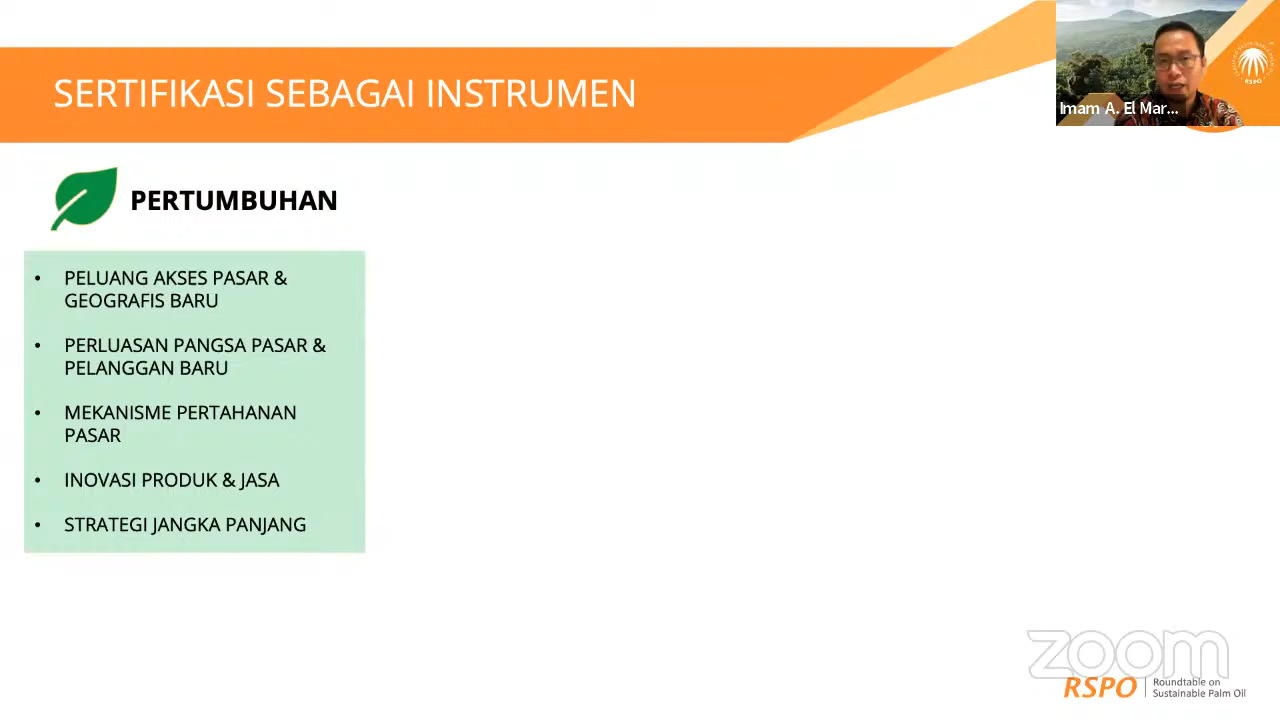 SERTIFIKASI SEBAGAI INSTRUMEN
Imam A. El Mar...
RSPO
PERTUMBUHAN
• PELUANG AKSES PASAR &
GEOGRAFIS BARU
• PERLUASAN PANGSA PASAR &
PELANGGAN BARU
• MEKANISME PERTAHANAN
PASAR
• INOVASI PRODUK & JASA
• STRATEGI JANGKA PANJANG
zoom
RSPO
Roundtable on
Sustainable Palm Oil